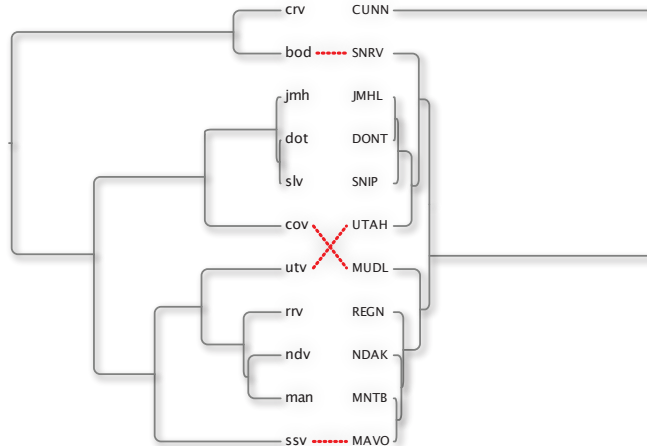 crv CUNN
bod SNRV
jmh JMHL
dot DONT
slv SNIP
cov UTAH
utv MUDL
rrv REGN
ndv NDAK
man MNTB
ssv MAVO